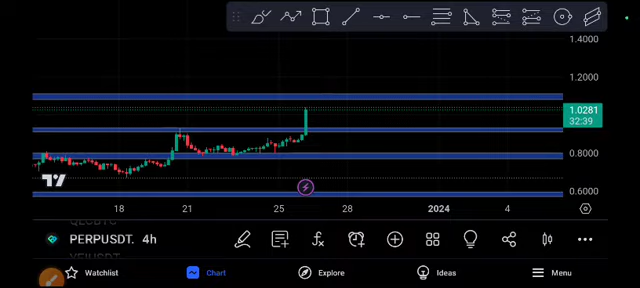 1.4000
1.2000
1.0281
32:39
0.8000
0.6000
18 21 25 28 2024 4
PERPUSDT. 4h
Watchlist Chart Explore Ideas Menu